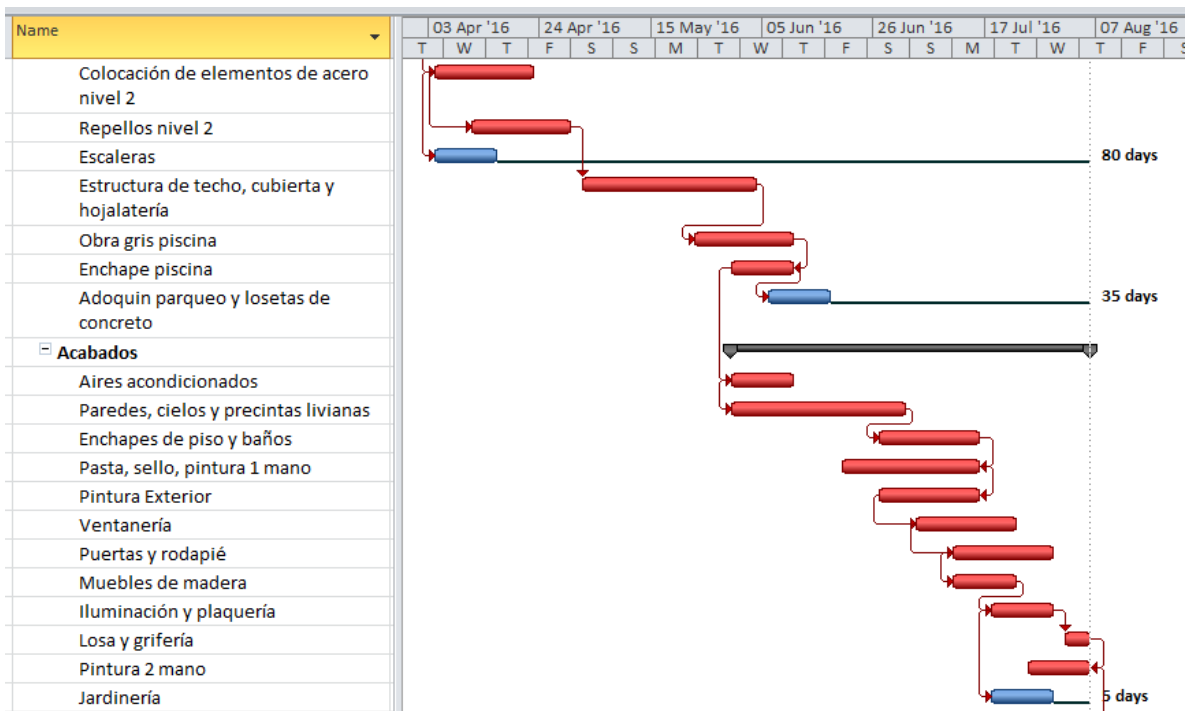 Name
03 Apr '16 24 Apr '16 15 May '16 05 Jun '16 26 Jun '16 17 Jul '16 07 Aug '16
T W T F S S M T W T F S S M T W T F S
Colocación de elementos de acero
nivel 2
Repellos nivel 2
Escaleras
80 days
Estructura de techo, cubierta y
hojalatería
Obra gris piscina
Enchape piscina
Adoquin parqueo y losetas de
concreto
35 days
Acabados
Aires acondicionados
Paredes, cielos y precintas livianas
Enchapes de piso y baños
Pasta, sello, pintura 1 mano
Pintura Exterior
Ventanería
Puertas y rodapié
Muebles de madera
Iluminación y plaquería
Losa y grifería
Pintura 2 mano
Jardinería
5 days